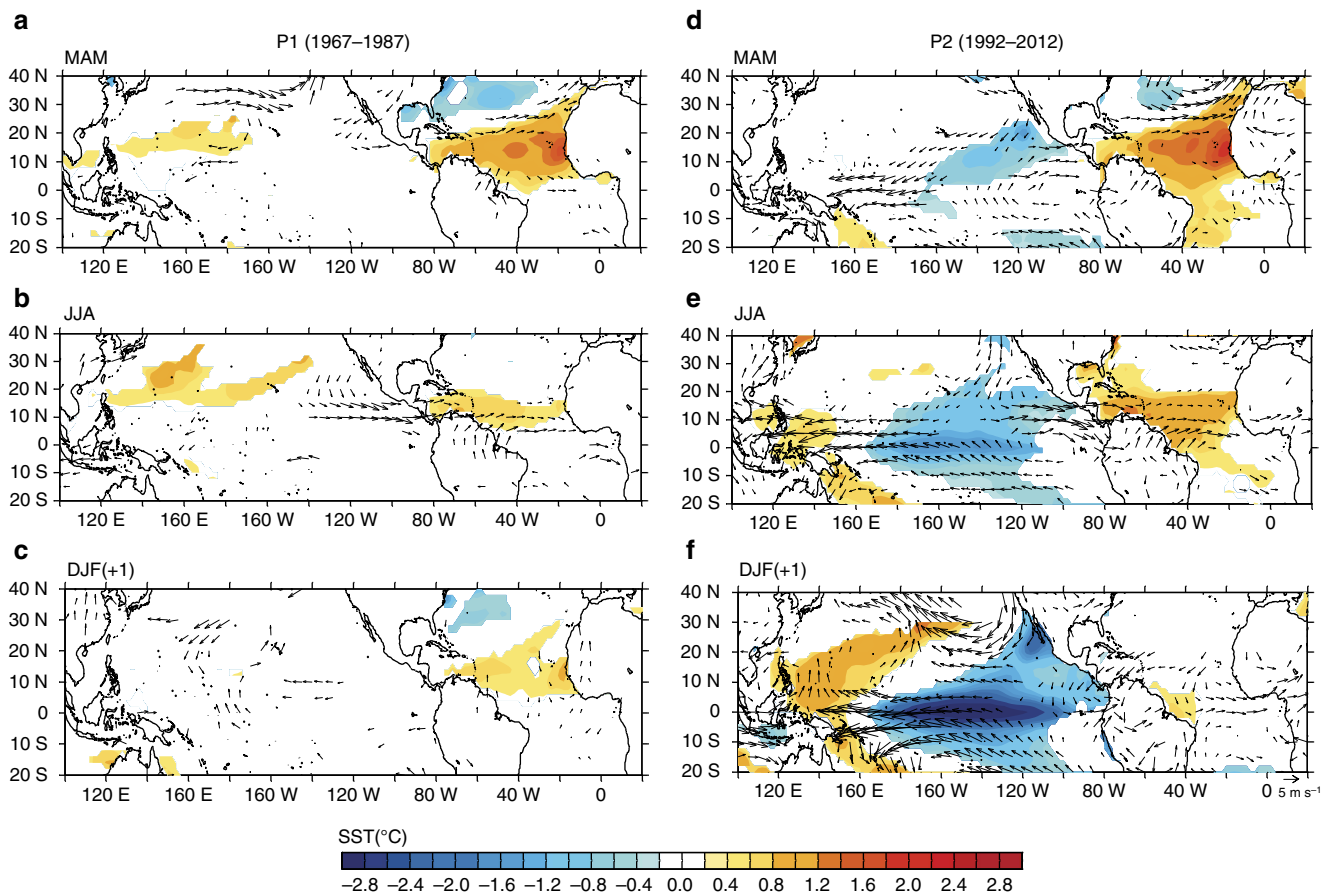 a
P1 (1967–1987)
MAM
40 N
30 N
20 N
10 N
0
10 S
20 S
120 E 160 E 160 W 120 W 80 W 40 W 0
b
JJA
40 N
30 N
20 N
10 N
0
10 S
20 S
120 E 160 E 160 W 120 W 80 W 40 W 0
c
DJF(+1)
40 N
30 N
20 N
10 N
0
10 S
20 S
120 E 160 E 160 W 120 W 80 W 40 W 0
d
P2 (1992–2012)
MAM
40 N
30 N
20 N
10 N
0
10 S
20 S
120 E 160 E 160 W 120 W 80 W 40 W 0
e
JJA
40 N
30 N
20 N
10 N
0
10 S
20 S
120 E 160 E 160 W 120 W 80 W 40 W 0
f
DJF(+1)
40 N
30 N
20 N
10 N
0
10 S
20 S
120 E 160 E 160 W 120 W 80 W 40 W 0
5 m s⁻¹
SST(°C)
–2.8 –2.4 –2.0 –1.6 –1.2 –0.8 –0.4 0.0 0.4 0.8 1.2 1.6 2.0 2.4 2.8